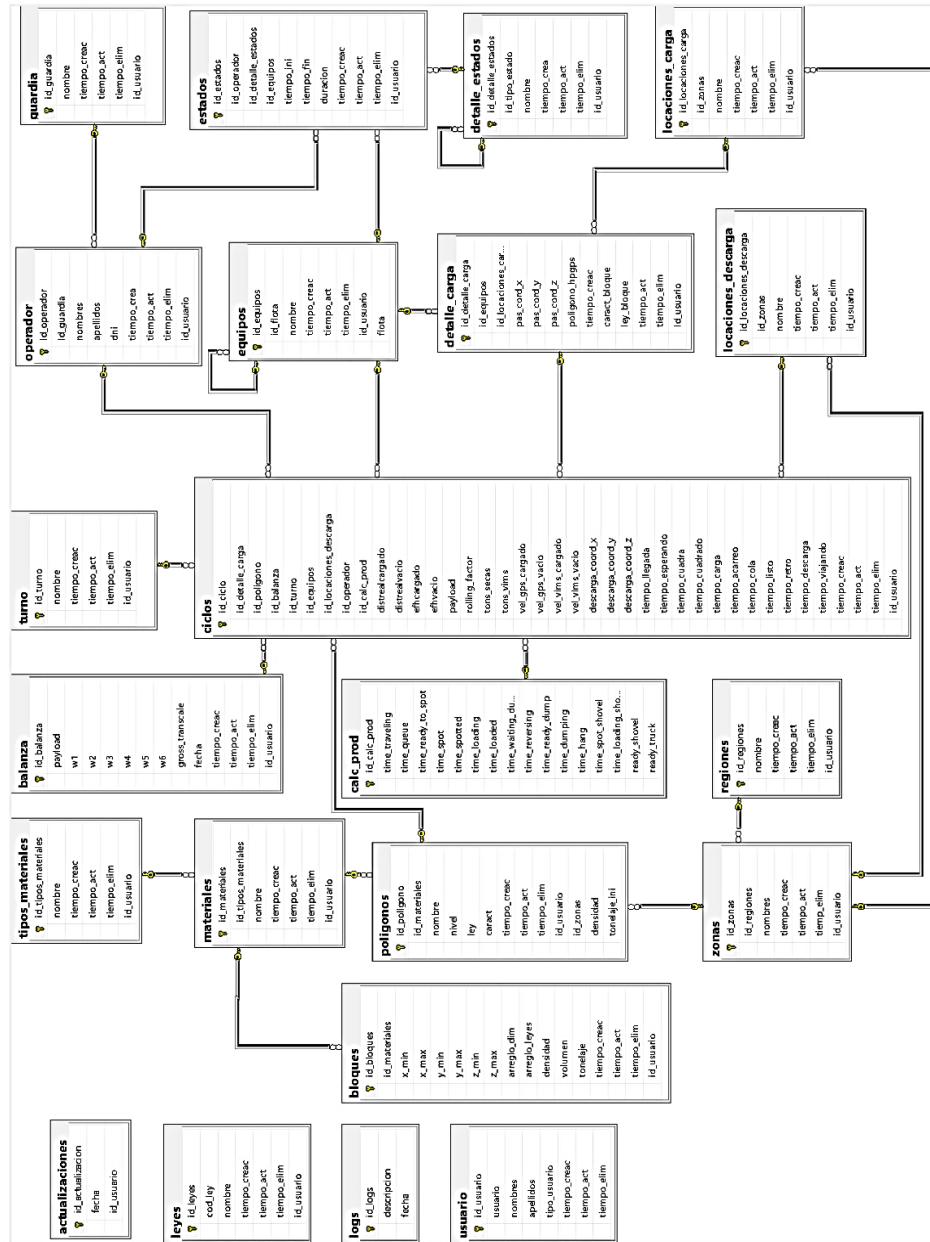 guardia
id_guardia
nombre
tiempo_creac
tiempo_act
tiempo_elim
id_usuario
estados
id_estados
id_operador
id_detalle_estados
id_equipos
tiempo_ini
tiempo_fin
duracion
tiempo_creac
tiempo_act
tiempo_elim
id_usuario
detalle_estados
id_detalle_estados
id_tipo_estado
nombre
tiempo_crea
tiempo_act
tiempo_elim
id_usuario
locaciones_carga
id_locaciones_carga
id_zonas
nombre
tiempo_creac
tiempo_act
tiempo_elim
id_usuario
operador
id_operador
id_guardia
nombres
apellidos
dni
tiempo_crea
tiempo_act
tiempo_elim
id_usuario
equipos
id_equipos
id_flota
nombre
tiempo_creac
tiempo_act
tiempo_elim
id_usuario
flota
detalle_carga
id_detalle_carga
id_equipos
id_locaciones_car...
pas_cord_x
pas_cord_y
pas_cord_z
poligono_hpgps
tiempo_creac
caract_bloque
ley_bloque
tiempo_act
tiempo_elim
id_usuario
locaciones_descarga
id_locaciones_descarga
id_zonas
nombre
tiempo_creac
tiempo_act
tiempo_elim
id_usuario
turno
id_turno
nombre
tiempo_creac
tiempo_act
tiempo_elim
id_usuario
ciclos
id_ciclo
id_detalle_carga
id_poligono
id_balanza
id_turno
id_equipos
id_locaciones_descarga
id_operador
id_calc_prod
distrealcargado
distrealvacio
efhcargado
efhvacio
payload
rolling_factor
tons_secas
tons_vims
vel_gps_cargado
vel_gps_vacio
vel_vims_cargado
vel_vims_vacio
descarga_coord_x
descarga_coord_y
descarga_coord_z
tiempo_llegada
tiempo_esperando
tiempo_cuadra
tiempo_cuadrado
tiempo_carga
tiempo_acarreo
tiempo_cola
tiempo_listo
tiempo_retro
tiempo_descarga
tiempo_viajando
tiempo_creac
tiempo_act
tiempo_elim
id_usuario
balanza
id_balanza
payload
w1
w2
w3
w4
w5
w6
gross_transcale
fecha
tiempo_creac
tiempo_act
tiempo_elim
id_usuario
calc_prod
id_calc_prod
time_traveling
time_queue
time_ready_to_spot
time_spot
time_spotted
time_loading
time_loaded
time_waiting_du...
time_reversing
time_ready_dump
time_dumping
time_hang
time_spot_shovel
time_loading_sho...
ready_shovel
ready_truck
regiones
id_regiones
nombre
tiempo_creac
tiempo_act
tiempo_elim
id_usuario
tipos_materiales
id_tipos_materiales
nombre
tiempo_creac
tiempo_act
tiempo_elim
id_usuario
materiales
id_materiales
id_tipos_materiales
nombre
tiempo_creac
tiempo_act
tiempo_elim
id_usuario
poligonos
id_poligono
id_materiales
nombre
nivel
ley
caract
tiempo_creac
tiempo_act
tiempo_elim
id_usuario
id_zonas
densidad
tonelaje_ini
zonas
id_zonas
id_regiones
nombres
tiempo_creac
tiempo_act
tiemp_elim
id_usuario
bloques
id_bloques
id_materiales
x_min
x_max
y_min
y_max
z_min
z_max
arreglo_dim
arreglo_leyes
densidad
volumen
tonelaje
tiempo_creac
tiempo_act
tiempo_elim
id_usuario
actualizaciones
id_actualizacion
fecha
id_usuario
leyes
id_leyes
cod_ley
nombre
tiempo_creac
tiempo_act
tiempo_elim
id_usuario
logs
id_logs
descripcion
fecha
usuario
id_usuario
usuario
nombres
apellidos
tipo_usuario
tiempo_creac
tiempo_act
tiempo_elim